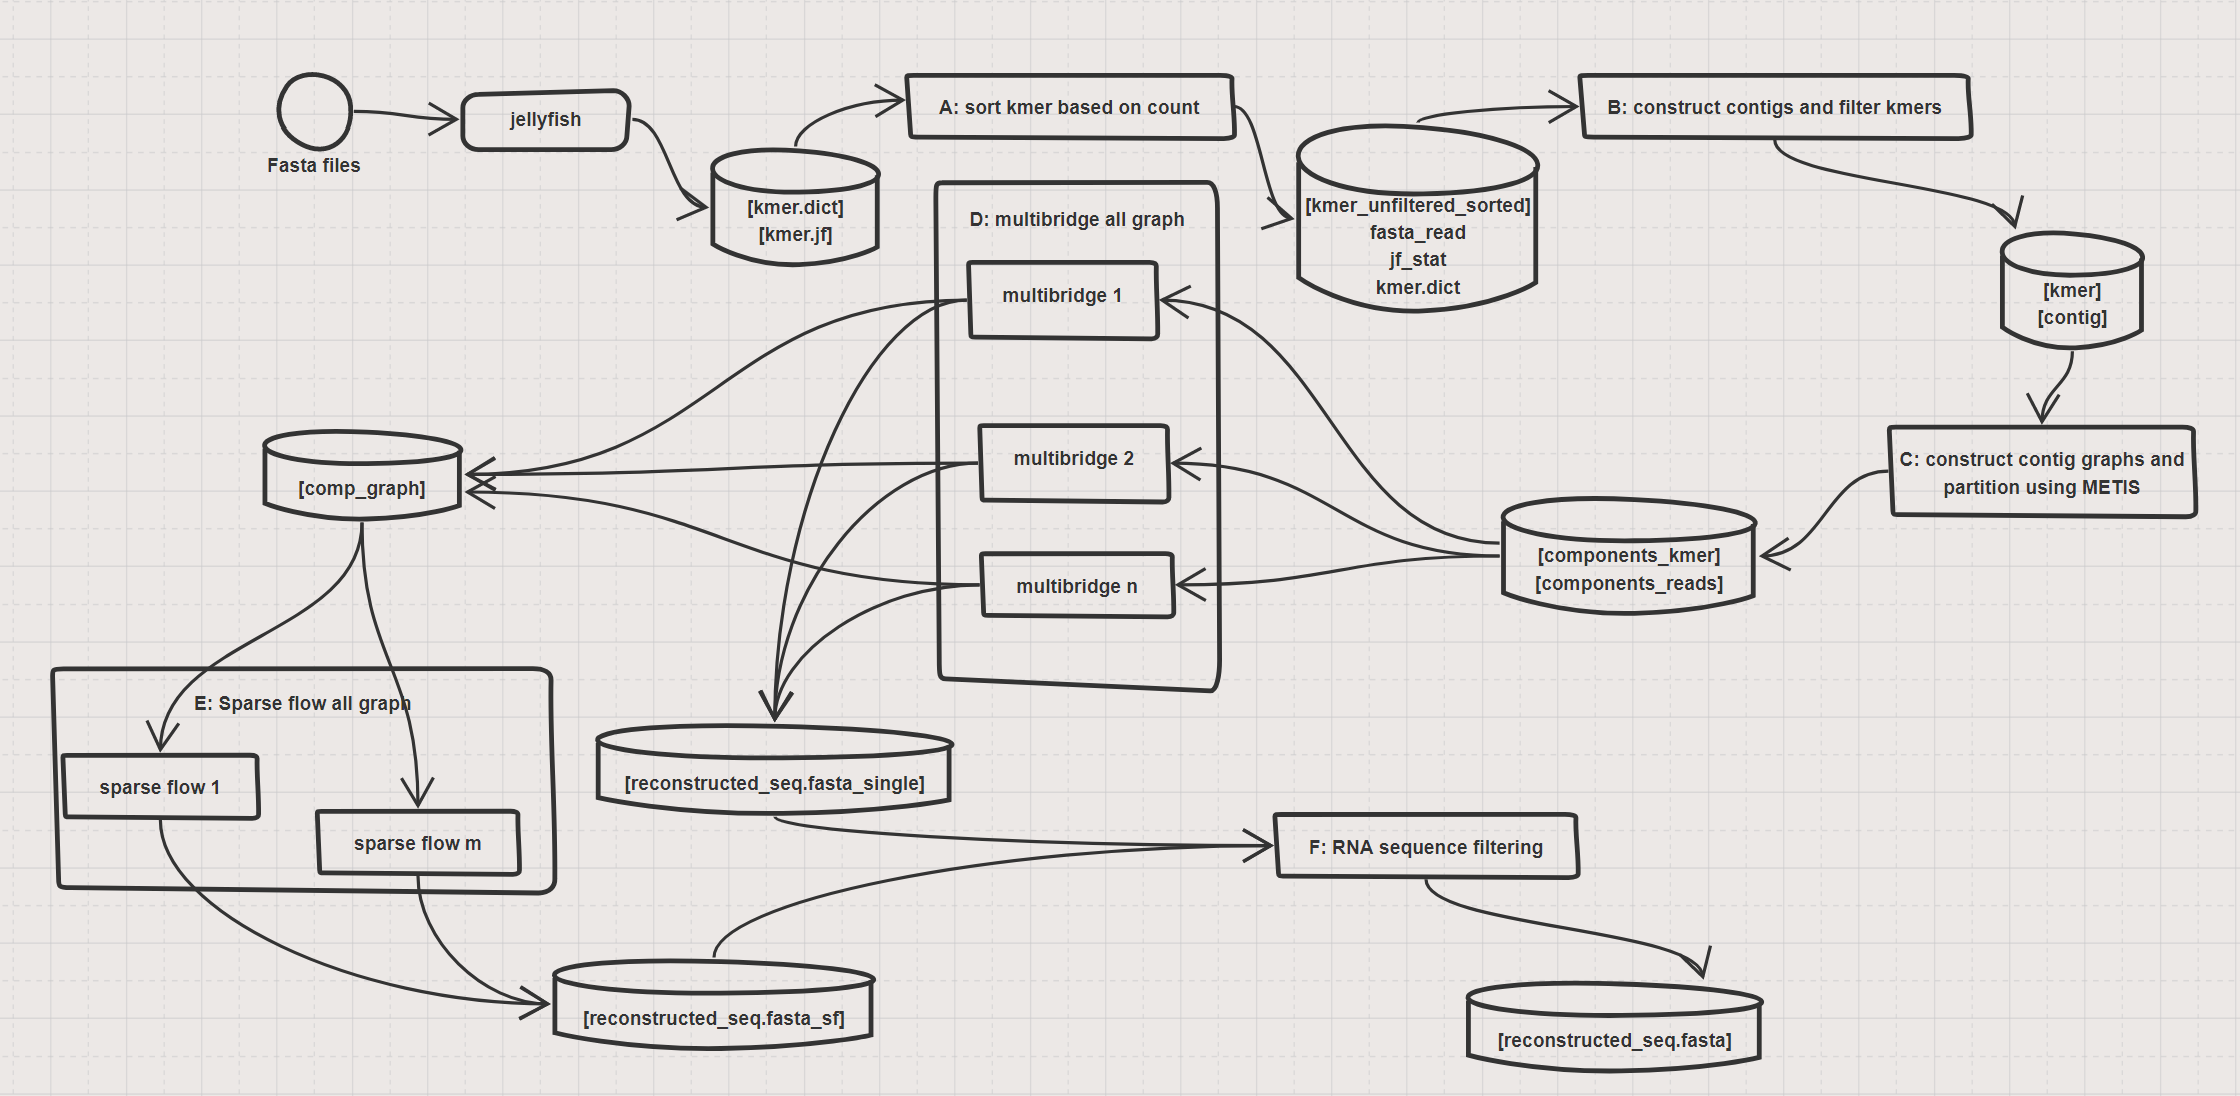 Fasta files
jellyfish
[kmer.dict]
[kmer.jf]
A: sort kmer based on count
[kmer_unfiltered_sorted]
fasta_read
jf_stat
kmer.dict
B: construct contigs and filter kmers
[kmer]
[contig]
C: construct contig graphs and
partition using METIS
[components_kmer]
[components_reads]
D: multibridge all graph
multibridge 1
multibridge 2
multibridge n
[comp_graph]
E: Sparse flow all graph
sparse flow 1
sparse flow m
[reconstructed_seq.fasta_single]
[reconstructed_seq.fasta_sf]
F: RNA sequence filtering
[reconstructed_seq.fasta]